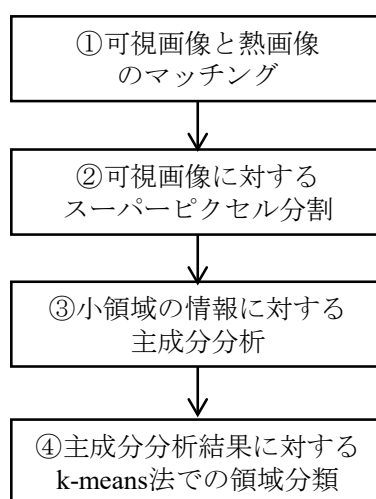 ①可視画像と熱画像
のマッチング
②可視画像に対する
スーパーピクセル分割
③小領域の情報に対する
主成分分析
④主成分分析結果に対する
k-means法での領域分類